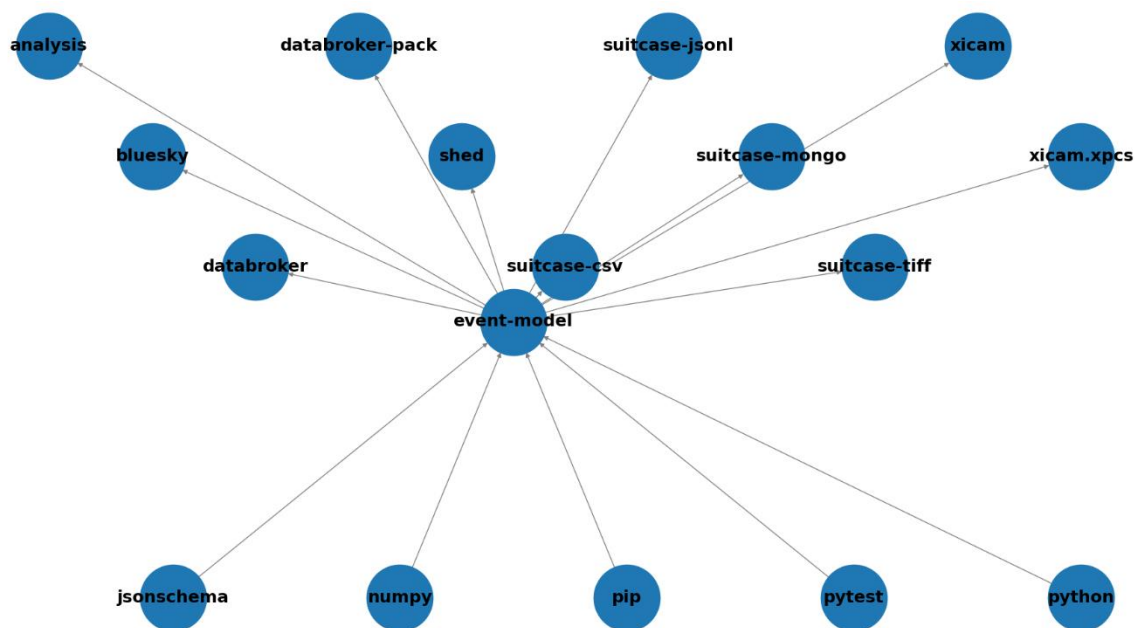 analysis
databroker-pack
suitcase-jsonl
xicam
bluesky
shed
suitcase-mongo
xicam.xpcs
databroker
suitcase-csv
suitcase-tiff
event-model
jsonschema
numpy
pip
pytest
python